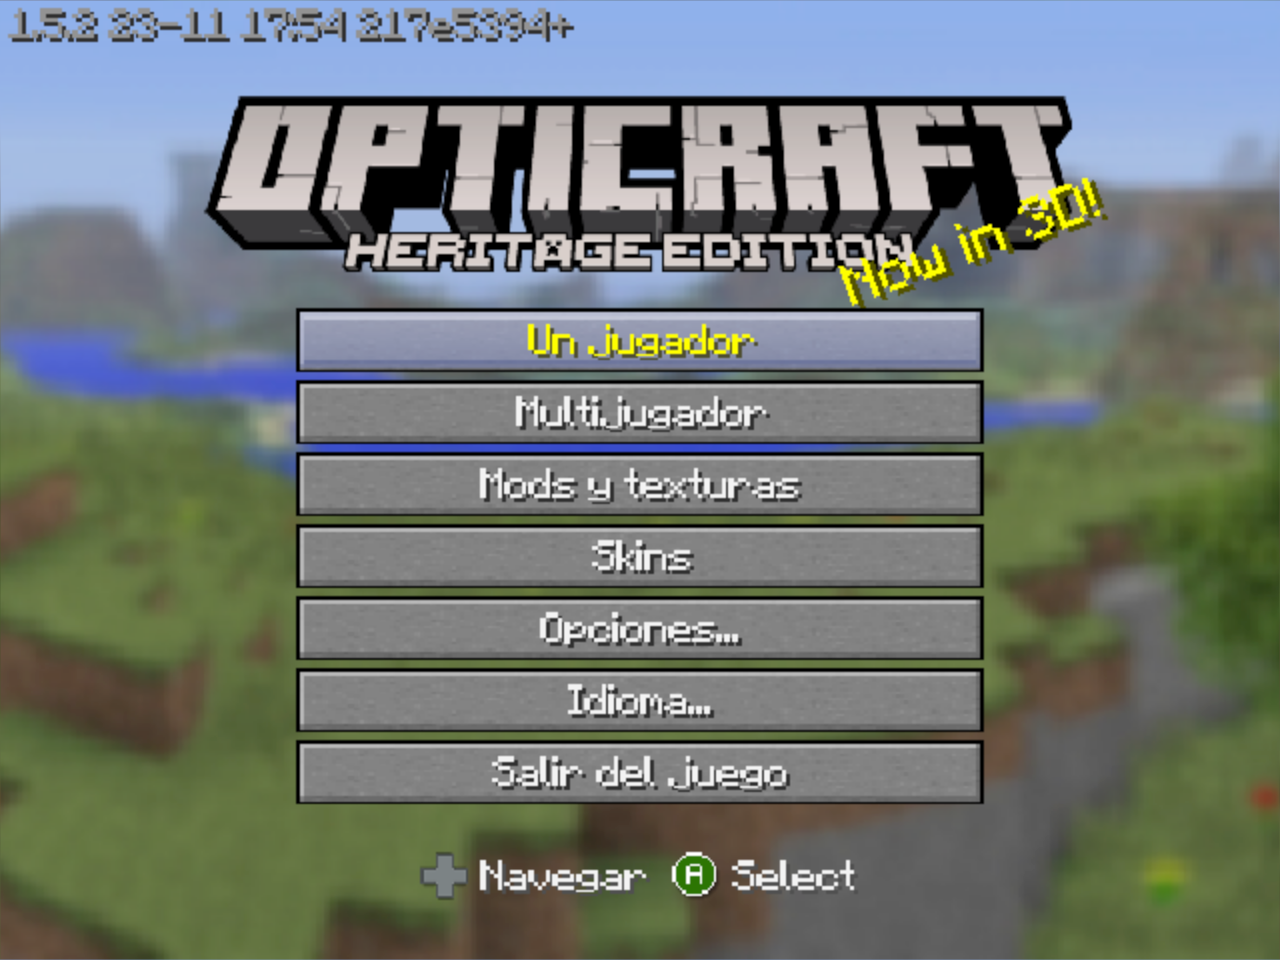 1.5.2 23-11 17:54 217e5394+
OPTICRAFT
HERITAGE EDITION
Now in 3D!
Un jugador
Multijugador
Mods y texturas
Skins
Opciones...
Idioma...
Salir del juego
Navegar A Select